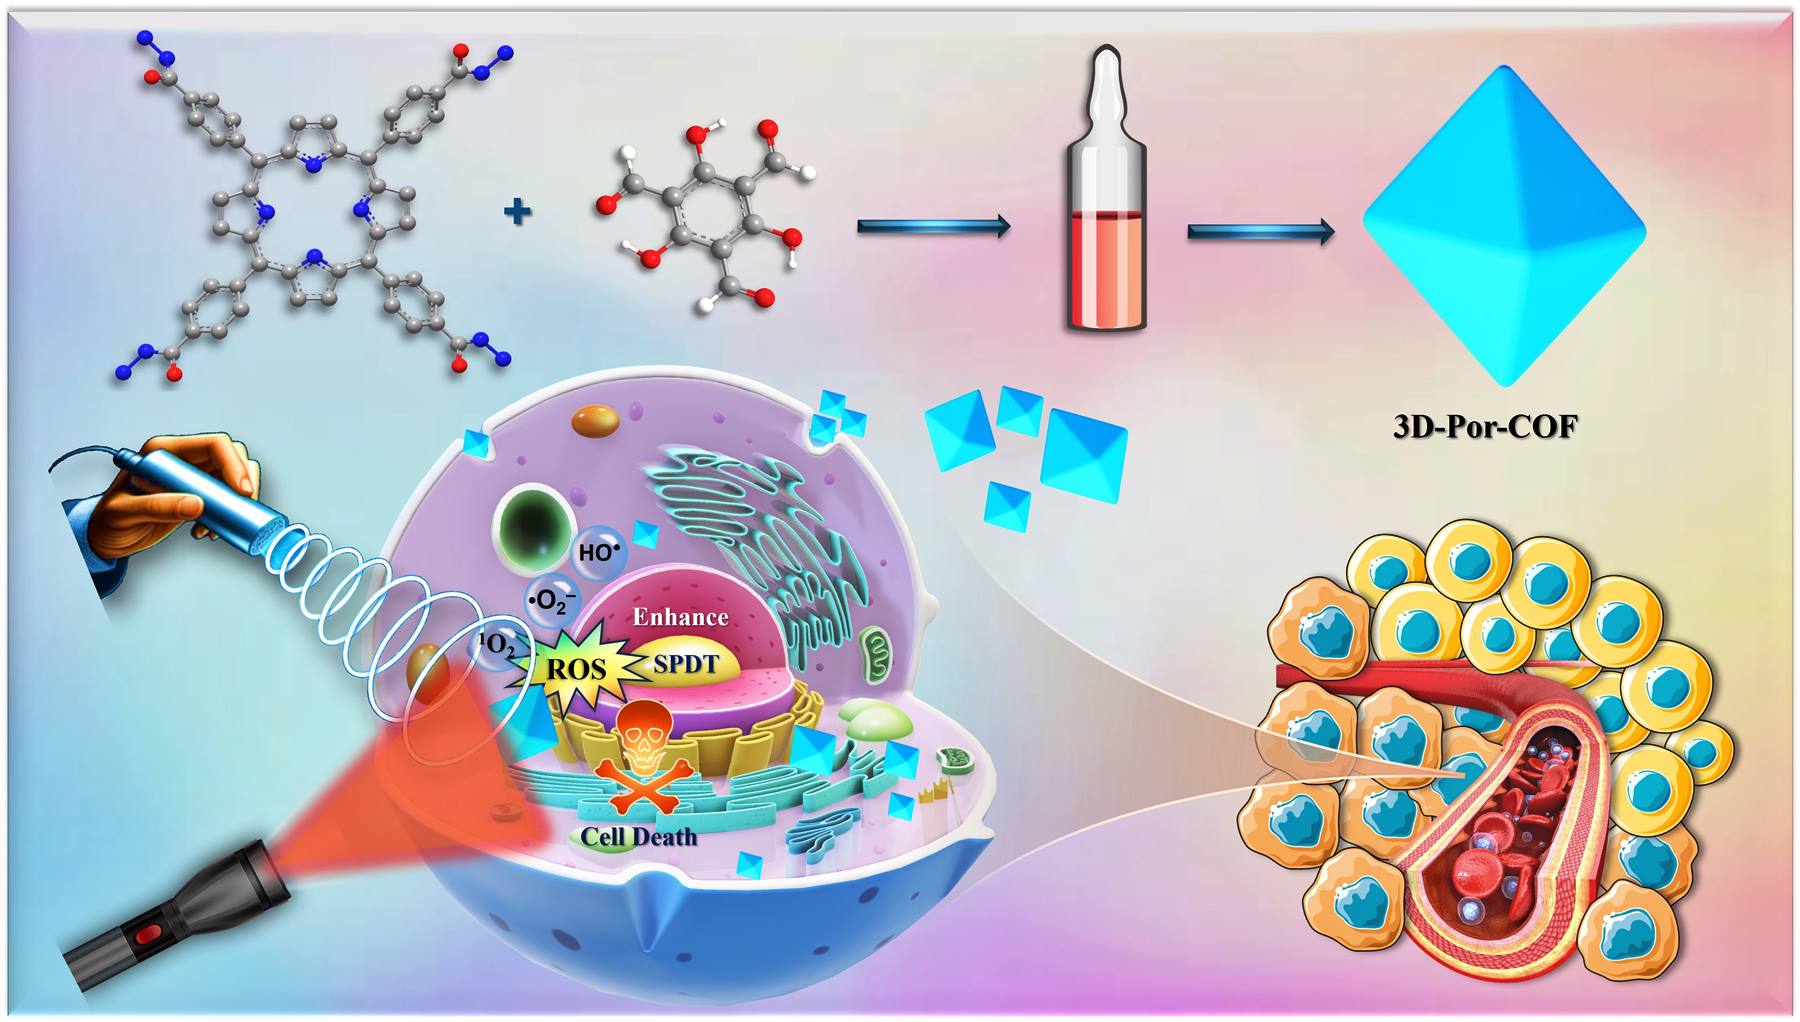 +
3D-Por-COF
HO•
•O₂⁻
¹O₂
Enhance
ROS
SPDT
Cell Death